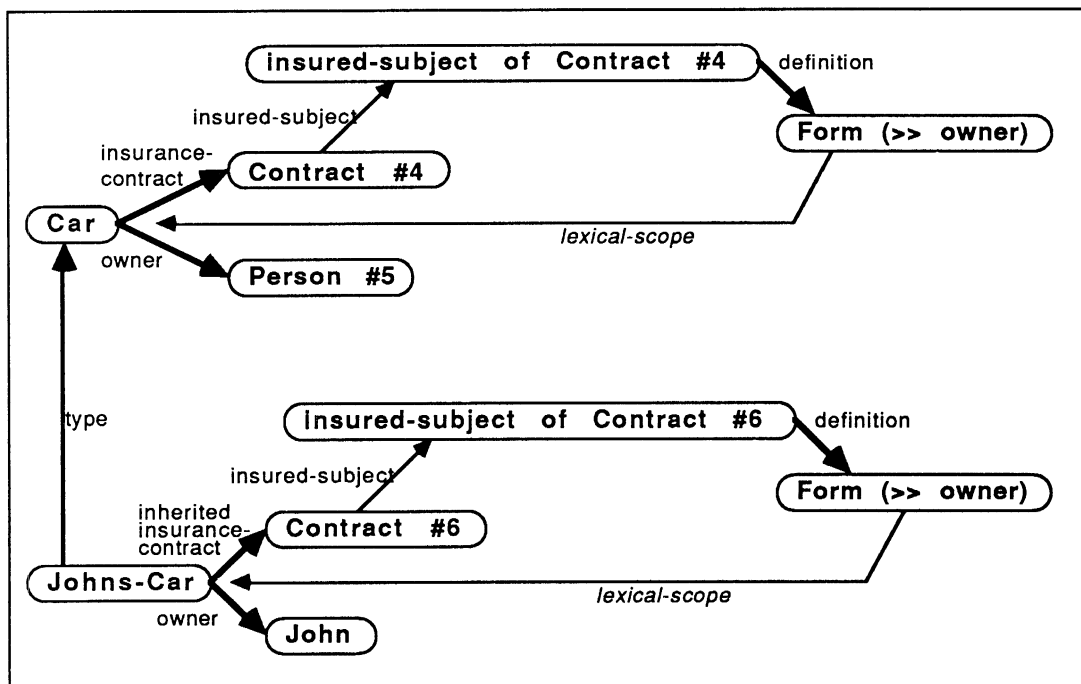 insured-subject of Contract #4
definition
insured-subject
Form (>> owner)
insurance-
contract
Contract #4
Car
lexical-scope
owner
Person #5
type
insured-subject of Contract #6
definition
insured-subject
Form (>> owner)
inherited
insurance-
contract
Contract #6
Johns-Car
lexical-scope
owner
John